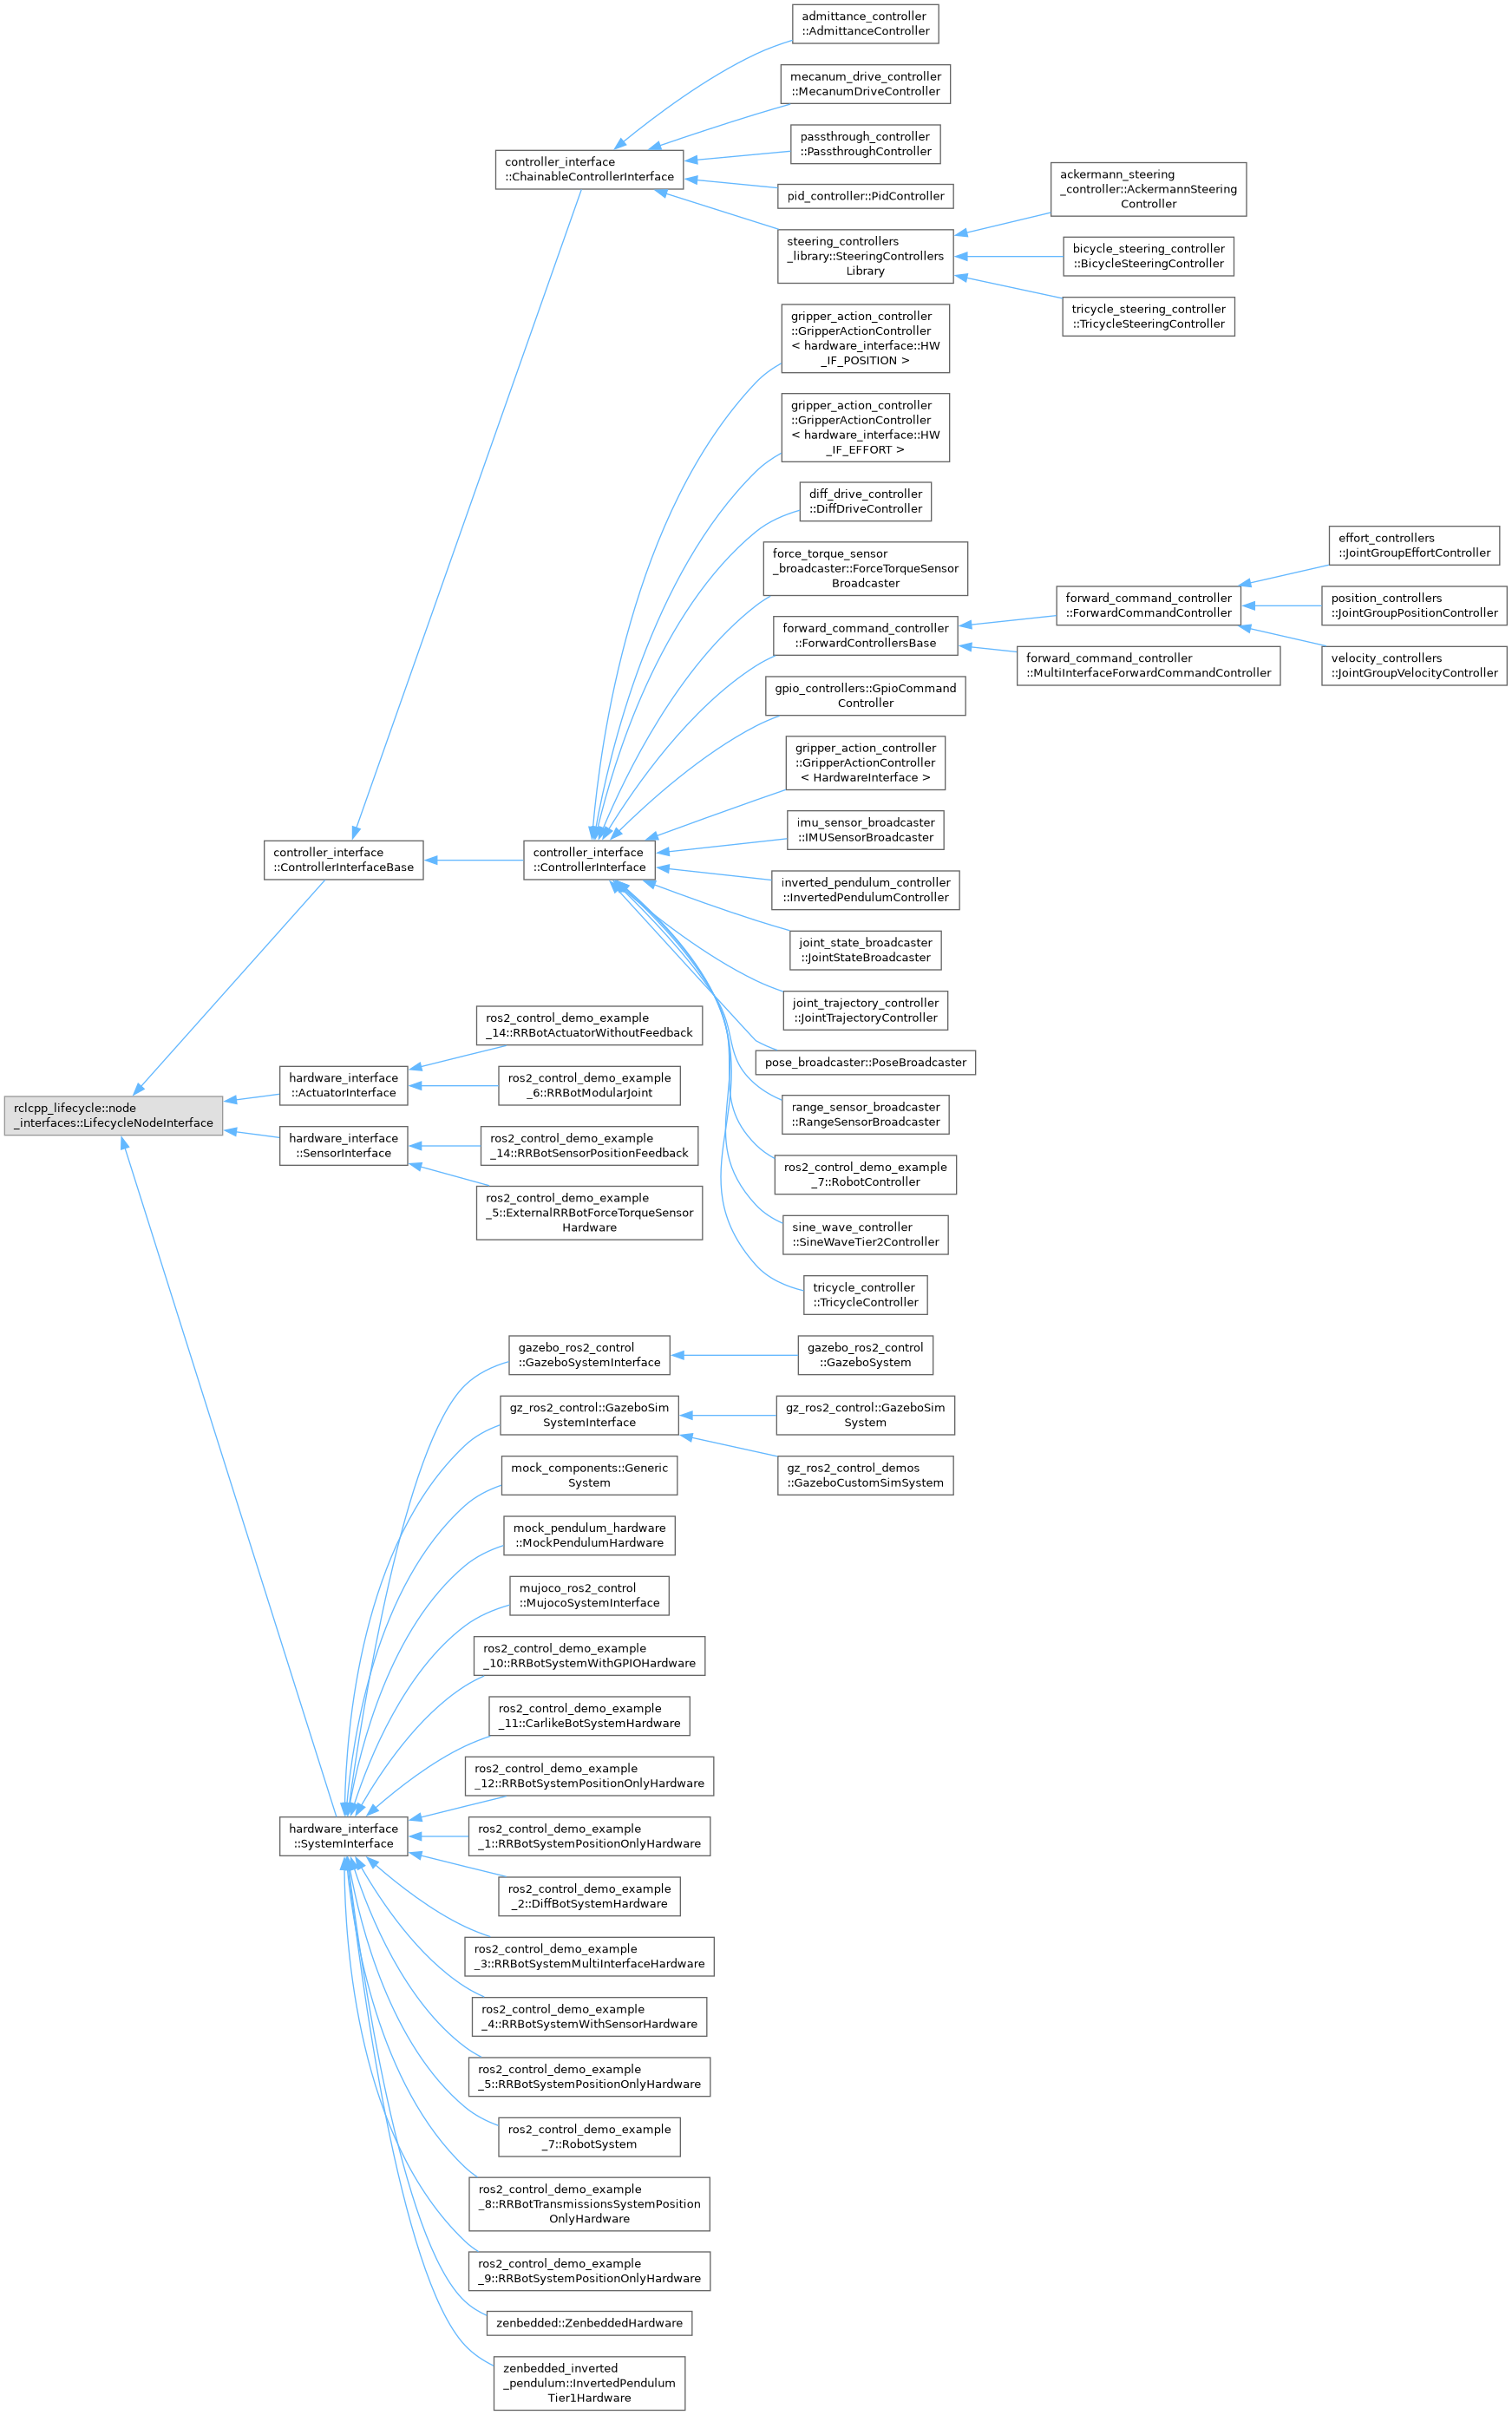 admittance_controller
::AdmittanceController
mecanum_drive_controller
::MecanumDriveController
passthrough_controller
::PassthroughController
pid_controller::PidController
steering_controllers
_library::SteeringControllers
Library
ackermann_steering
_controller::AckermannSteering
Controller
bicycle_steering_controller
::BicycleSteeringController
tricycle_steering_controller
::TricycleSteeringController
controller_interface
::ChainableControllerInterface
gripper_action_controller
::GripperActionController
< hardware_interface::HW
_IF_POSITION >
gripper_action_controller
::GripperActionController
< hardware_interface::HW
_IF_EFFORT >
diff_drive_controller
::DiffDriveController
force_torque_sensor
_broadcaster::ForceTorqueSensor
Broadcaster
forward_command_controller
::ForwardControllersBase
forward_command_controller
::ForwardCommandController
effort_controllers
::JointGroupEffortController
position_controllers
::JointGroupPositionController
velocity_controllers
::JointGroupVelocityController
forward_command_controller
::MultiInterfaceForwardCommandController
gpio_controllers::GpioCommand
Controller
gripper_action_controller
::GripperActionController
< HardwareInterface >
imu_sensor_broadcaster
::IMUSensorBroadcaster
controller_interface
::ControllerInterfaceBase
controller_interface
::ControllerInterface
inverted_pendulum_controller
::InvertedPendulumController
joint_state_broadcaster
::JointStateBroadcaster
joint_trajectory_controller
::JointTrajectoryController
pose_broadcaster::PoseBroadcaster
range_sensor_broadcaster
::RangeSensorBroadcaster
ros2_control_demo_example
_7::RobotController
sine_wave_controller
::SineWaveTier2Controller
tricycle_controller
::TricycleController
rclcpp_lifecycle::node
_interfaces::LifecycleNodeInterface
hardware_interface
::ActuatorInterface
ros2_control_demo_example
_14::RRBotActuatorWithoutFeedback
ros2_control_demo_example
_6::RRBotModularJoint
hardware_interface
::SensorInterface
ros2_control_demo_example
_14::RRBotSensorPositionFeedback
ros2_control_demo_example
_5::ExternalRRBotForceTorqueSensor
Hardware
gazebo_ros2_control
::GazeboSystemInterface
gazebo_ros2_control
::GazeboSystem
gz_ros2_control::GazeboSim
SystemInterface
gz_ros2_control::GazeboSim
System
gz_ros2_control_demos
::GazeboCustomSimSystem
mock_components::Generic
System
mock_pendulum_hardware
::MockPendulumHardware
mujoco_ros2_control
::MujocoSystemInterface
ros2_control_demo_example
_10::RRBotSystemWithGPIOHardware
ros2_control_demo_example
_11::CarlikeBotSystemHardware
ros2_control_demo_example
_12::RRBotSystemPositionOnlyHardware
hardware_interface
::SystemInterface
ros2_control_demo_example
_1::RRBotSystemPositionOnlyHardware
ros2_control_demo_example
_2::DiffBotSystemHardware
ros2_control_demo_example
_3::RRBotSystemMultiInterfaceHardware
ros2_control_demo_example
_4::RRBotSystemWithSensorHardware
ros2_control_demo_example
_5::RRBotSystemPositionOnlyHardware
ros2_control_demo_example
_7::RobotSystem
ros2_control_demo_example
_8::RRBotTransmissionsSystemPosition
OnlyHardware
ros2_control_demo_example
_9::RRBotSystemPositionOnlyHardware
zenbedded::ZenbeddedHardware
zenbedded_inverted
_pendulum::InvertedPendulum
Tier1Hardware